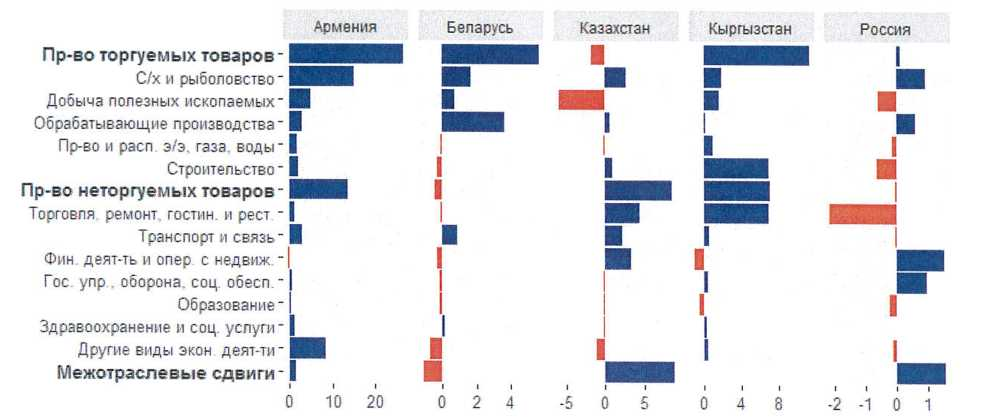 Армения Беларусь Казахстан Кыргызстан Россия
Пр-во торгуемых товаров
С/х и рыболовство
Добыча полезных ископаемых
Обрабатывающие производства
Пр-во и расп. э/э, газа, воды
Строительство
Пр-во неторгуемых товаров
Торговля, ремонт, гостин. и рест.
Транспорт и связь
Фин. деят-ть и опер. с недвиж.
Гос. упр., оборона, соц. обесп.
Образование
Здравоохранение и соц. услуги
Другие виды экон. деят-ти
Межотраслевые сдвиги
0 10 20 0 2 4 -5 0 5 0 4 8 -2 -1 0 1